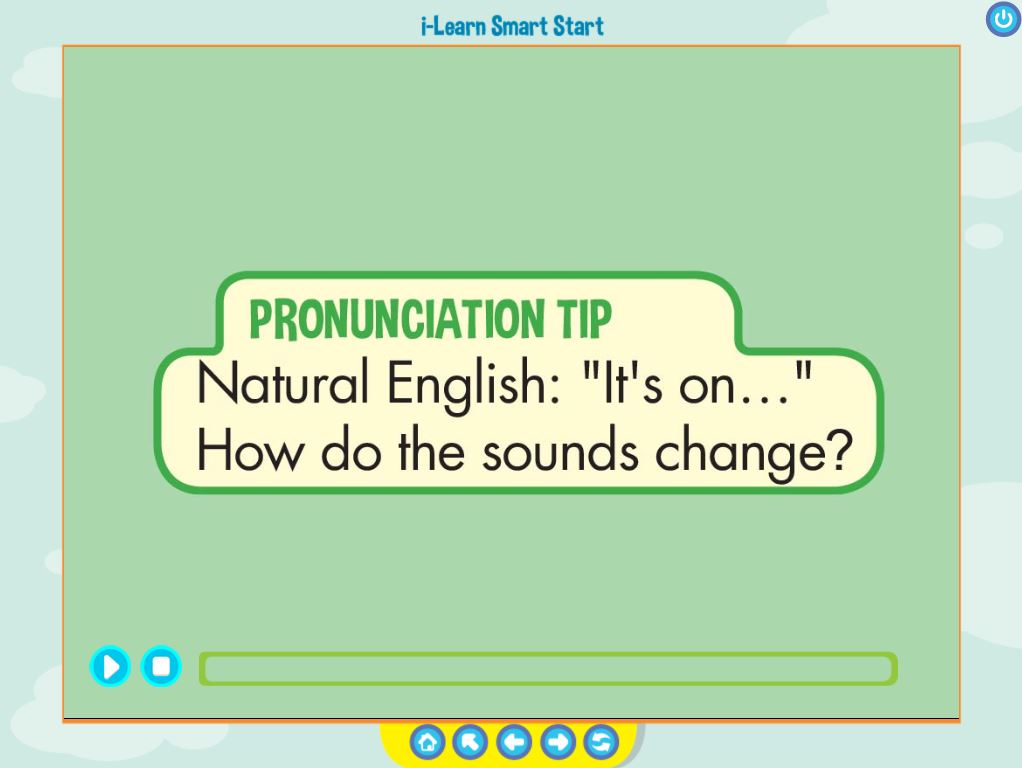 i-Learn Smart Start
PRONUNCIATION TIP
Natural English: "It's on..."
How do the sounds change?